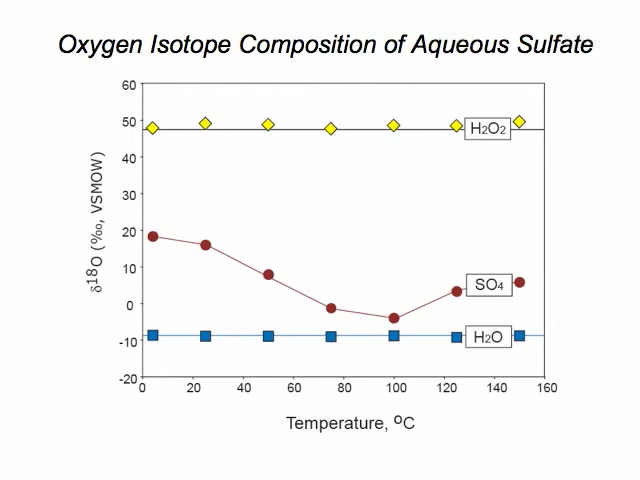 Oxygen Isotope Composition of Aqueous Sulfate
60
50
40
30
20
10
0
-10
-20
δ18O (‰, VSMOW)
H2O2
SO4
H2O
0 20 40 60 80 100 120 140 160
Temperature, ºC